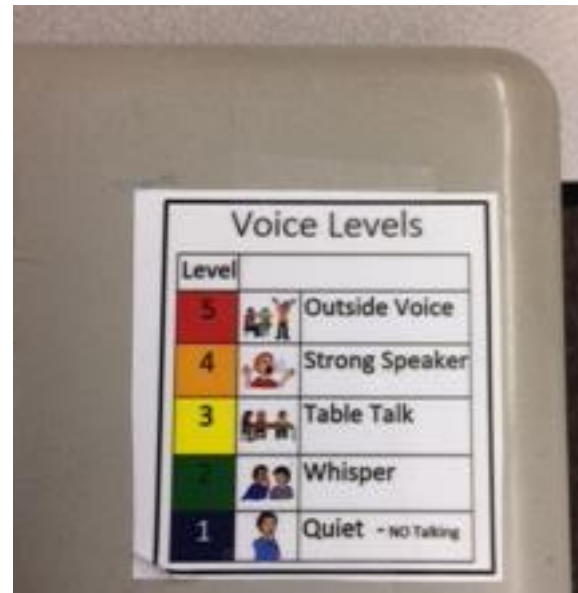 Voice Levels
Level
5 Outside Voice
4 Strong Speaker
3 Table Talk
2 Whisper
1 Quiet - NO Talking